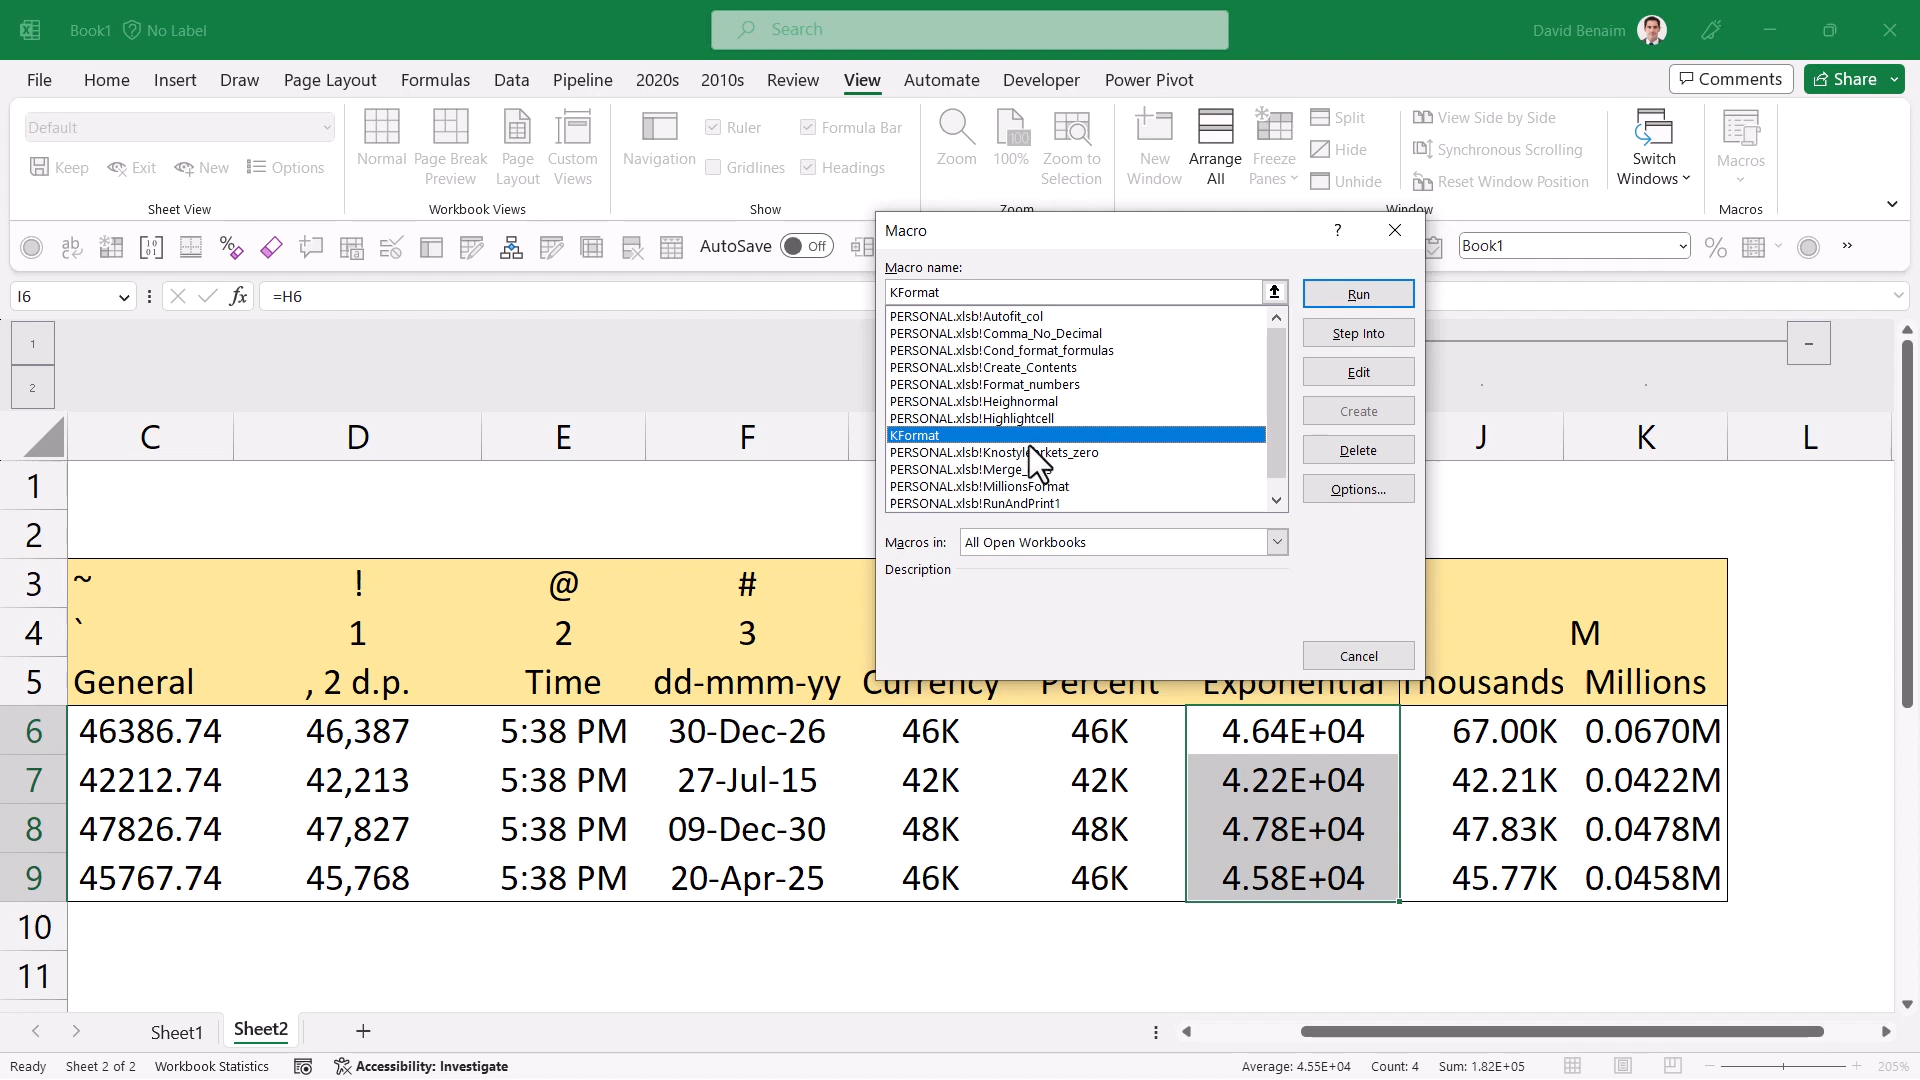 Book1 No Label Search David Benaim
File Home Insert Draw Page Layout Formulas Data Pipeline 2020s 2010s Review View Automate Developer Power Pivot Comments Share
Default
Keep Exit New Options
Sheet View
Normal Page Break Preview Page Layout Custom Views
Workbook Views
Navigation Ruler Gridlines Formula Bar Headings
Show
Zoom 100% Zoom to Selection
Zoom
New Window Arrange All Freeze Panes Split Hide Unhide
View Side by Side
Synchronous Scrolling
Reset Window Position
Switch Windows
Window
Macros
Macros
AutoSave Off Book1
I6 =H6
Macro
Macro name:
KFormat
PERSONAL.xlsb!Autofit_col
PERSONAL.xlsb!Comma_No_Decimal
PERSONAL.xlsb!Cond_format_formulas
PERSONAL.xlsb!Create_Contents
PERSONAL.xlsb!Format_numbers
PERSONAL.xlsb!Heighnormal
PERSONAL.xlsb!Highlightcell
KFormat
PERSONAL.xlsb!MillionsFormat
PERSONAL.xlsb!RunAndPrint1
Run
Step Into
Edit
Create
Delete
Options...
Macros in: All Open Workbooks
Description
Cancel
1
2
C D E F J K L
1
2
3 ~ ! @ #
4 ` 1 2 3 M
5 General , 2 d.p. Time dd-mmm-yy Currency Percent Exponential Thousands Millions
6 46386.74 46,387 5:38 PM 30-Dec-26 46K 46K 4.64E+04 67.00K 0.0670M
7 42212.74 42,213 5:38 PM 27-Jul-15 42K 42K 4.22E+04 42.21K 0.0422M
8 47826.74 47,827 5:38 PM 09-Dec-30 48K 48K 4.78E+04 47.83K 0.0478M
9 45767.74 45,768 5:38 PM 20-Apr-25 46K 46K 4.58E+04 45.77K 0.0458M
10
11
Sheet1 Sheet2
Ready Sheet 2 of 2 Workbook Statistics Accessibility: Investigate Average: 4.55E+04 Count: 4 Sum: 1.82E+05 205%